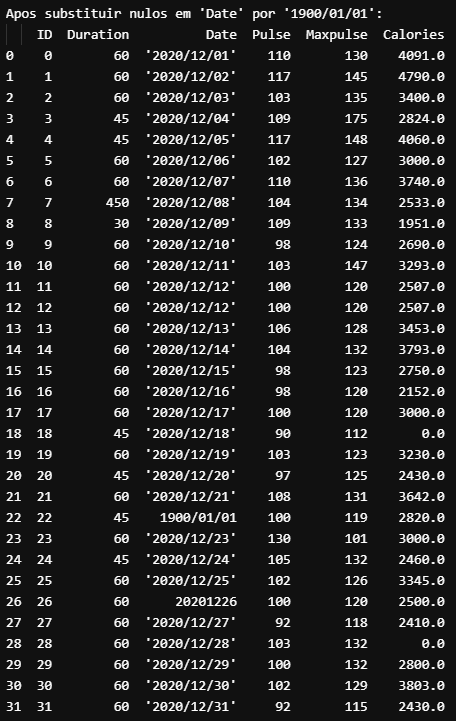 Apos substituir nulos em 'Date' por '1900/01/01':
ID Duration Date Pulse Maxpulse Calories
0 0 60 '2020/12/01' 110 130 4091.0
1 1 60 '2020/12/02' 117 145 4790.0
2 2 60 '2020/12/03' 103 135 3400.0
3 3 45 '2020/12/04' 109 175 2824.0
4 4 45 '2020/12/05' 117 148 4060.0
5 5 60 '2020/12/06' 102 127 3000.0
6 6 60 '2020/12/07' 110 136 3740.0
7 7 450 '2020/12/08' 104 134 2533.0
8 8 30 '2020/12/09' 109 133 1951.0
9 9 60 '2020/12/10' 98 124 2690.0
10 10 60 '2020/12/11' 103 147 3293.0
11 11 60 '2020/12/12' 100 120 2507.0
12 12 60 '2020/12/12' 100 120 2507.0
13 13 60 '2020/12/13' 106 128 3453.0
14 14 60 '2020/12/14' 104 132 3793.0
15 15 60 '2020/12/15' 98 123 2750.0
16 16 60 '2020/12/16' 98 120 2152.0
17 17 60 '2020/12/17' 100 120 3000.0
18 18 45 '2020/12/18' 90 112 0.0
19 19 60 '2020/12/19' 103 123 3230.0
20 20 45 '2020/12/20' 97 125 2430.0
21 21 60 '2020/12/21' 108 131 3642.0
22 22 45 1900/01/01 100 119 2820.0
23 23 60 '2020/12/23' 130 101 3000.0
24 24 45 '2020/12/24' 105 132 2460.0
25 25 60 '2020/12/25' 102 126 3345.0
26 26 60 20201226 100 120 2500.0
27 27 60 '2020/12/27' 92 118 2410.0
28 28 60 '2020/12/28' 103 132 0.0
29 29 60 '2020/12/29' 100 132 2800.0
30 30 60 '2020/12/30' 102 129 3803.0
31 31 60 '2020/12/31' 92 115 2430.0